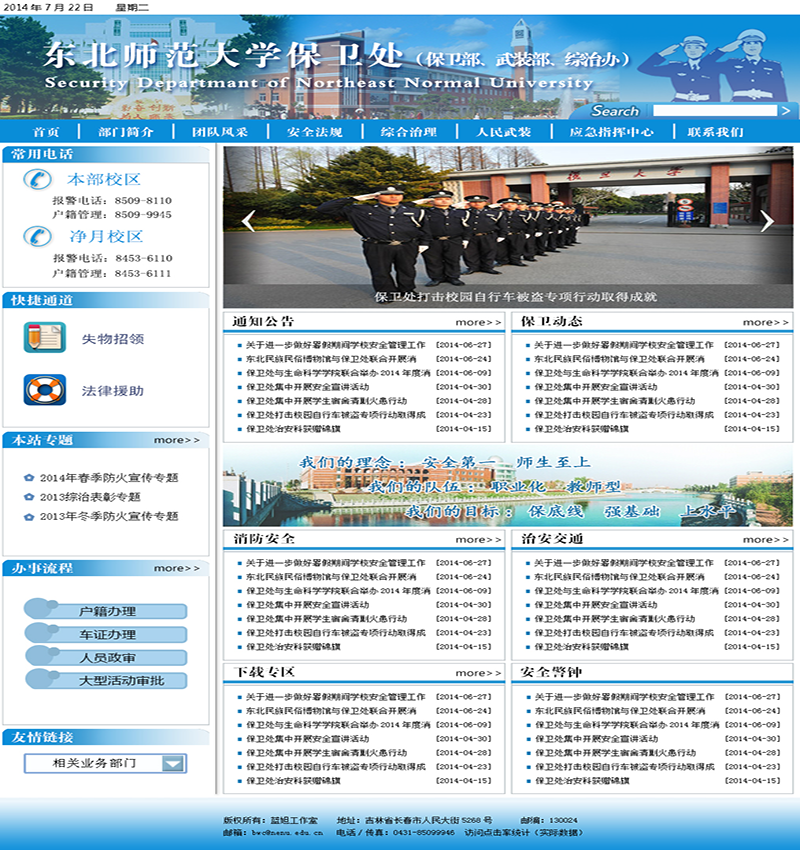 2014年7月22日 星期二
东北师范大学保卫处（保卫部、武装部、综治办）
Security Departmant of Northeast Normal University
Search >
首页 部门简介 团队风采 安全法规 综合治理 人民武装 应急指挥中心 联系我们
常用电话
本部校区
报警电话：8509-8110
户籍管理：8509-9945
净月校区
报警电话：8453-6110
户籍管理：8453-6111
快捷通道
失物招领
法律援助
本站专题 more>>
2014年春季防火宣传专题
2013综治表彰专题
2013年冬季防火宣传专题
办事流程 more>>
户籍办理
车证办理
人员政审
大型活动审批
友情链接
相关业务部门
保卫处打击校园自行车被盗专项行动取得成就
通知公告 more>>
关于进一步做好署假期间学校安全管理工作 [2014-06-27]
东北民族民俗博物馆与保卫处联合开展消 [2014-06-24]
保卫处与生命科学学院联合举办2014年度消 [2014-06-09]
保卫处集中开展安全宣讲活动 [2014-04-30]
保卫处集中开展学生宿舍清剿火患行动 [2014-04-28]
保卫处打击校园自行车被盗专项行动取得成 [2014-04-23]
保卫处治安科获赠锦旗 [2014-04-15]
保卫动态 more>>
关于进一步做好署假期间学校安全管理工作 [2014-06-27]
东北民族民俗博物馆与保卫处联合开展消 [2014-06-24]
保卫处与生命科学学院联合举办2014年度消 [2014-06-09]
保卫处集中开展安全宣讲活动 [2014-04-30]
保卫处集中开展学生宿舍清剿火患行动 [2014-04-28]
保卫处打击校园自行车被盗专项行动取得成 [2014-04-23]
保卫处治安科获赠锦旗 [2014-04-15]
我们的理念： 安全第一 师生至上
我们的队伍： 职业化 教师型
我们的目标： 保底线 强基础 上水平
消防安全 more>>
关于进一步做好署假期间学校安全管理工作 [2014-06-27]
东北民族民俗博物馆与保卫处联合开展消 [2014-06-24]
保卫处与生命科学学院联合举办2014年度消 [2014-06-09]
保卫处集中开展安全宣讲活动 [2014-04-30]
保卫处集中开展学生宿舍清剿火患行动 [2014-04-28]
保卫处打击校园自行车被盗专项行动取得成 [2014-04-23]
保卫处治安科获赠锦旗 [2014-04-15]
治安交通 more>>
关于进一步做好署假期间学校安全管理工作 [2014-06-27]
东北民族民俗博物馆与保卫处联合开展消 [2014-06-24]
保卫处与生命科学学院联合举办2014年度消 [2014-06-09]
保卫处集中开展安全宣讲活动 [2014-04-30]
保卫处集中开展学生宿舍清剿火患行动 [2014-04-28]
保卫处打击校园自行车被盗专项行动取得成 [2014-04-23]
保卫处治安科获赠锦旗 [2014-04-15]
下载专区 more>>
关于进一步做好署假期间学校安全管理工作 [2014-06-27]
东北民族民俗博物馆与保卫处联合开展消 [2014-06-24]
保卫处与生命科学学院联合举办2014年度消 [2014-06-09]
保卫处集中开展安全宣讲活动 [2014-04-30]
保卫处集中开展学生宿舍清剿火患行动 [2014-04-28]
保卫处打击校园自行车被盗专项行动取得成 [2014-04-23]
保卫处治安科获赠锦旗 [2014-04-15]
安全警钟 more>>
关于进一步做好署假期间学校安全管理工作 [2014-06-27]
东北民族民俗博物馆与保卫处联合开展消 [2014-06-24]
保卫处与生命科学学院联合举办2014年度消 [2014-06-09]
保卫处集中开展安全宣讲活动 [2014-04-30]
保卫处集中开展学生宿舍清剿火患行动 [2014-04-28]
保卫处打击校园自行车被盗专项行动取得成 [2014-04-23]
保卫处治安科获赠锦旗 [2014-04-15]
版权所有：蓝旭工作室 地址：吉林省长春市人民大街5268号 邮编：130024
邮箱：bwc@nenu.edu.cn 电话/传真：0431-85099946 访问点击率统计（实际数据）